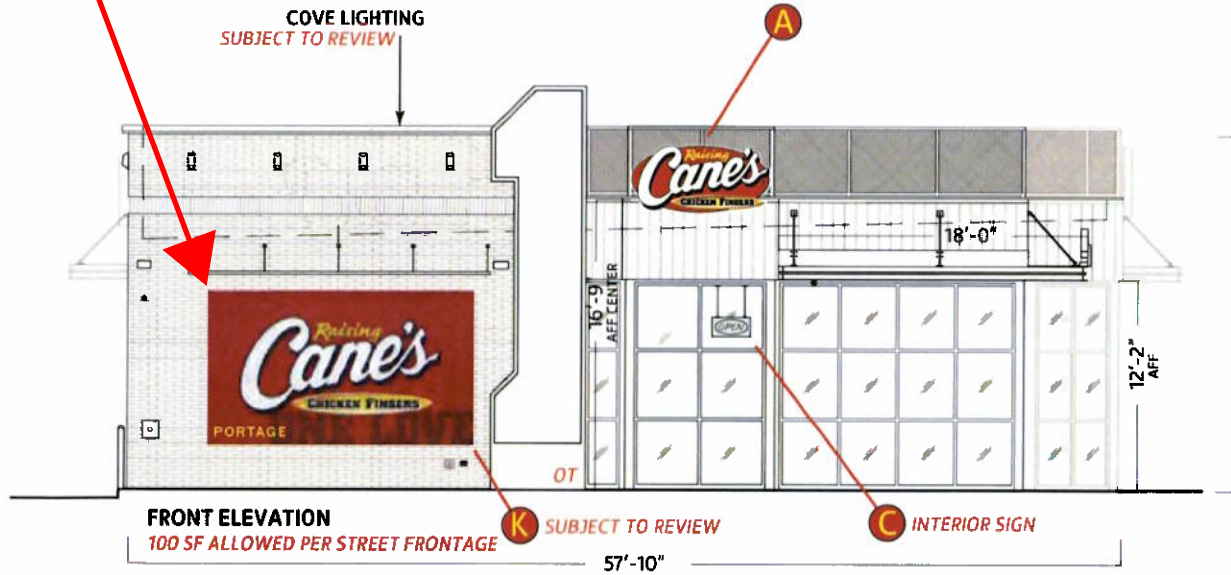 COVE LIGHTING
SUBJECT TO REVIEW
A
Raising
Cane's
CHICKEN FINGERS
18'-0"
16'-9"
AFF CENTER
OPEN
12'-2"
AFF
Raising
Cane's
CHICKEN FINGERS
ONE LOVE
PORTAGE
OT
K SUBJECT TO REVIEW
C INTERIOR SIGN
FRONT ELEVATION
100 SF ALLOWED PER STREET FRONTAGE
57'-10"